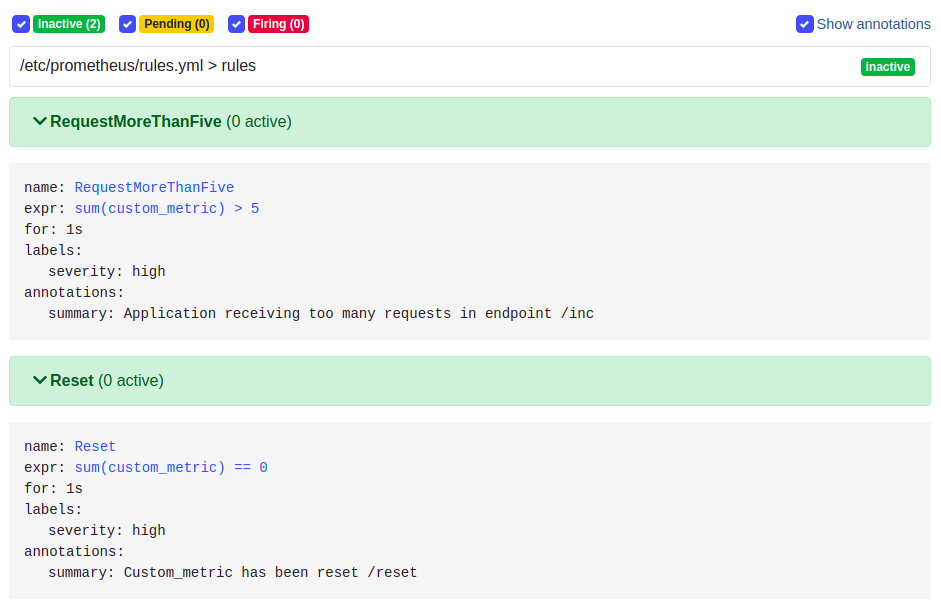 Inactive (2) Pending (0) Firing (0) Show annotations
/etc/prometheus/rules.yml > rules inactive
RequestMoreThanFive (0 active)
name: RequestMoreThanFive
expr: sum(custom_metric) > 5
for: 1s
labels:
severity: high
annotations:
summary: Application receiving too many requests in endpoint /inc
Reset (0 active)
name: Reset
expr: sum(custom_metric) == 0
for: 1s
labels:
severity: high
annotations:
summary: Custom_metric has been reset /reset